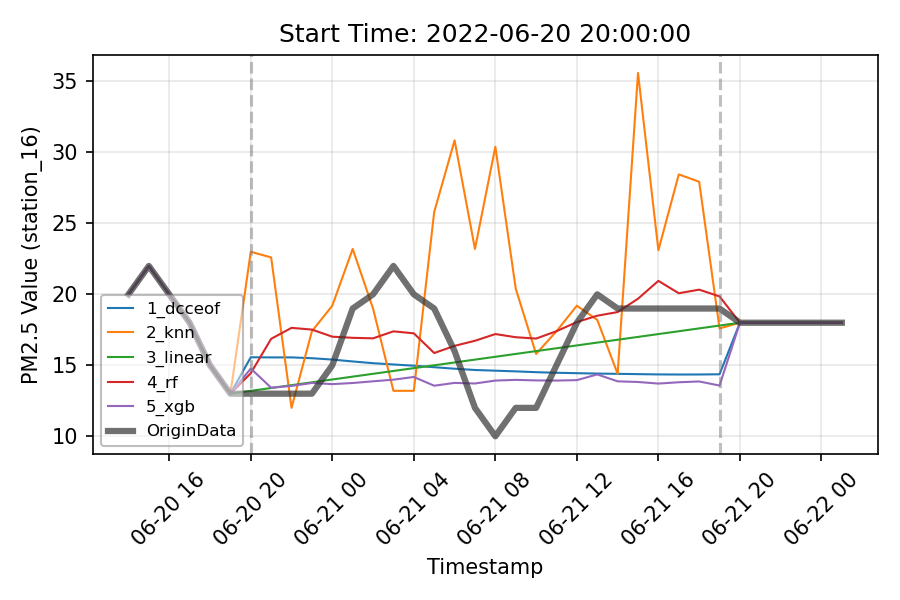 Start Time: 2022-06-20 20:00:00
PM2.5 Value (station_16)
35
30
25
20
15
10
1_dcceof
2_knn
3_linear
4_rf
5_xgb
OriginData
06-20 16
06-20 20
06-21 00
06-21 04
06-21 08
06-21 12
06-21 16
06-21 20
06-22 00
Timestamp